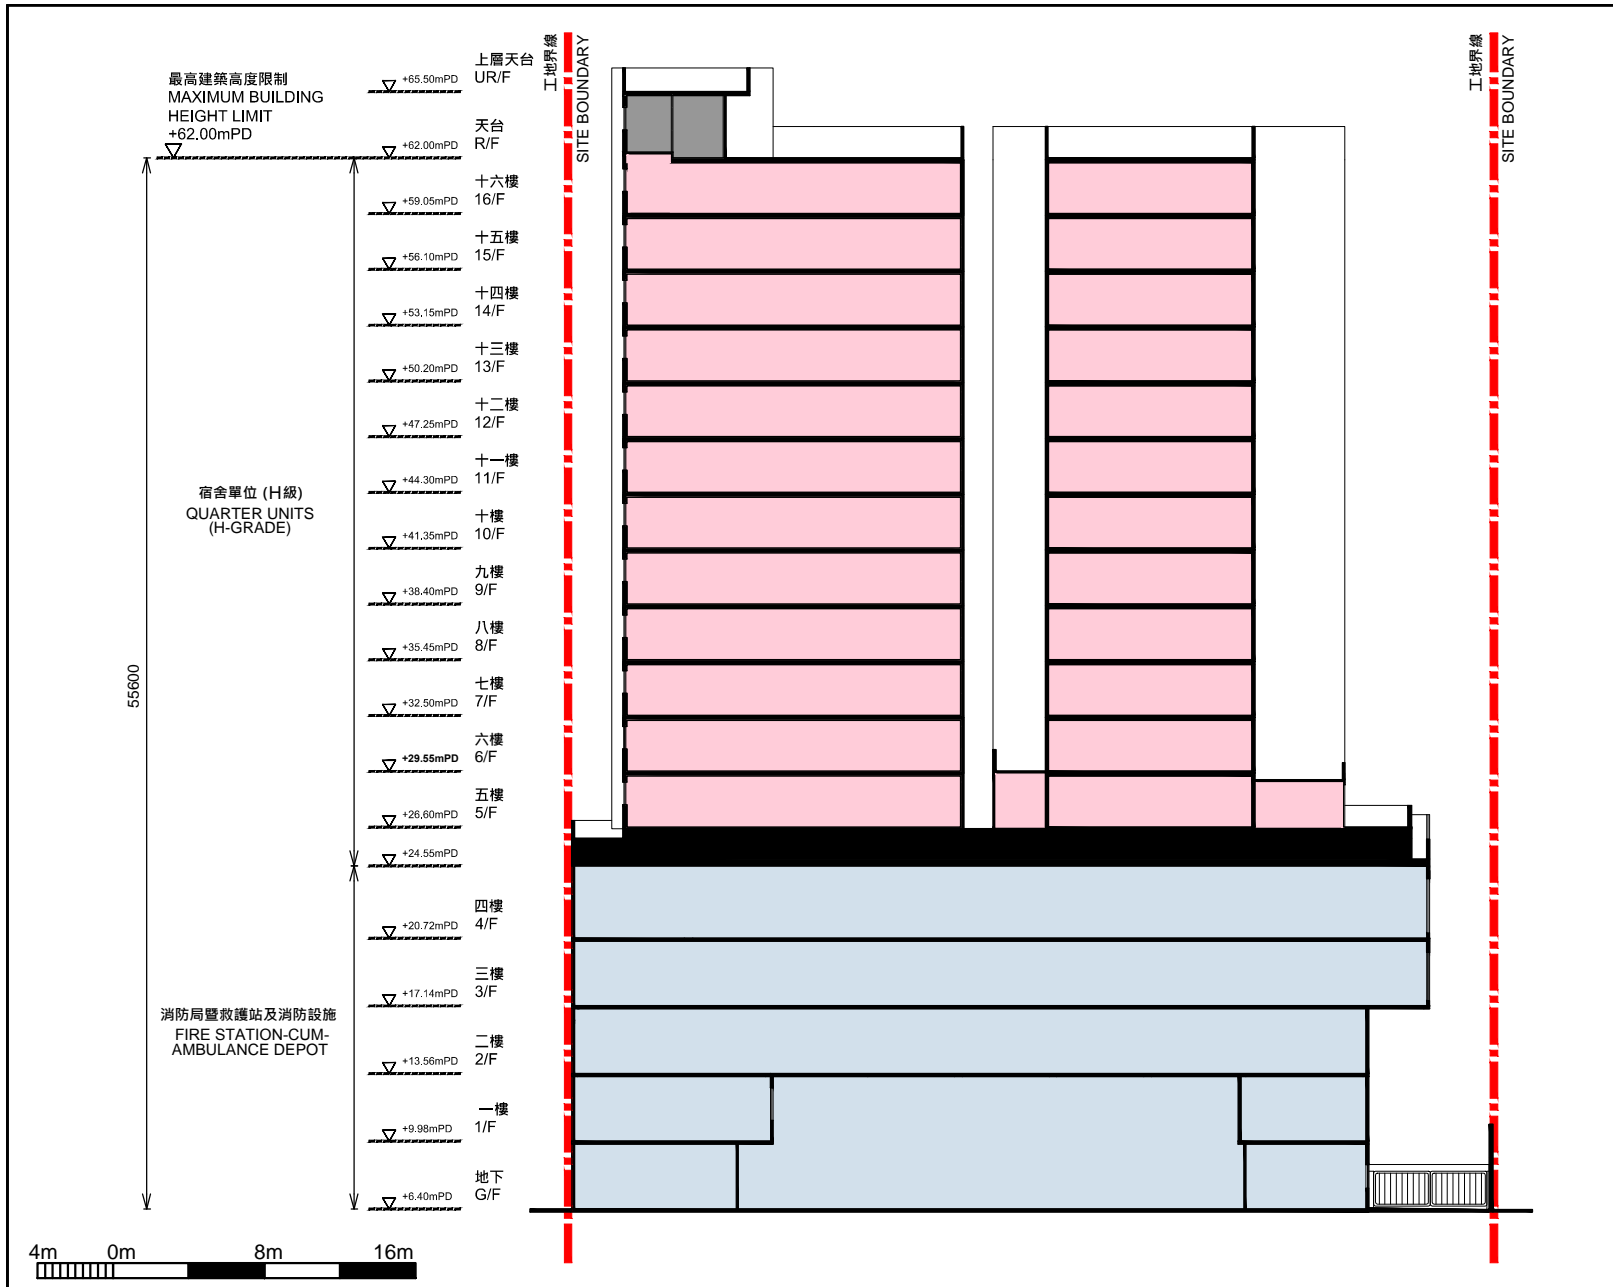 最高建築高度限制
MAXIMUM BUILDING
HEIGHT LIMIT
+62.00mPD
+65.50mPD
上層天台
UR/F
+62.00mPD
天台
R/F
+59.05mPD
十六樓
16/F
+56.10mPD
十五樓
15/F
+53.15mPD
十四樓
14/F
+50.20mPD
十三樓
13/F
+47.25mPD
十二樓
12/F
+44.30mPD
十一樓
11/F
+41.35mPD
十樓
10/F
+38.40mPD
九樓
9/F
+35.45mPD
八樓
8/F
+32.50mPD
七樓
7/F
+29.55mPD
六樓
6/F
+26.60mPD
五樓
5/F
+24.55mPD
+20.72mPD
四樓
4/F
+17.14mPD
三樓
3/F
+13.56mPD
二樓
2/F
+9.98mPD
一樓
1/F
+6.40mPD
地下
G/F
宿舍單位 (H級)
QUARTER UNITS
(H-GRADE)
55600
消防局暨救護站及消防設施
FIRE STATION-CUM-
AMBULANCE DEPOT
工地界線
SITE BOUNDARY
工地界線
SITE BOUNDARY
4m 0m 8m 16m